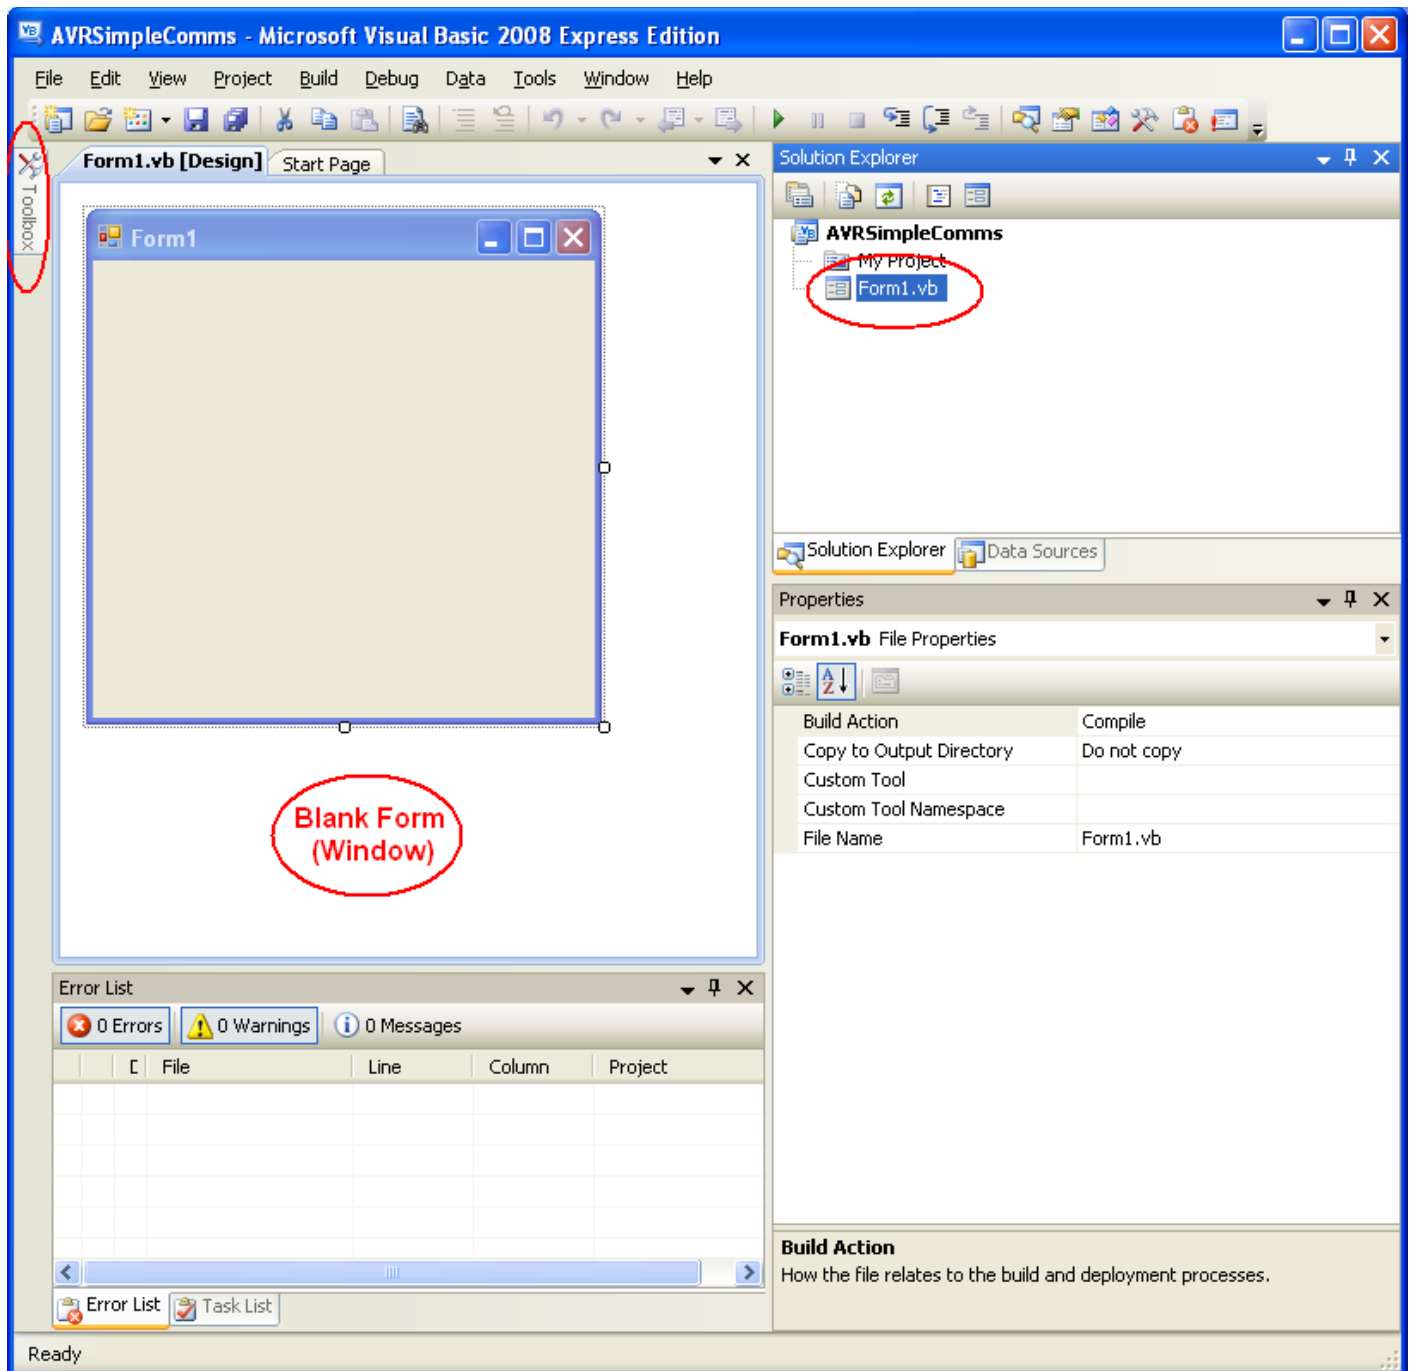 AVRSimpleComms - Microsoft Visual Basic 2008 Express Edition
File Edit View Project Build Debug Data Tools Window Help
Toolbox
Form1.vb [Design] Start Page
Form1
Blank Form
(Window)
Solution Explorer
AVRSimpleComms
My Project
Form1.vb
Solution Explorer Data Sources
Properties
Form1.vb File Properties
Build Action Compile
Copy to Output Directory Do not copy
Custom Tool
Custom Tool Namespace
File Name Form1.vb
Build Action
How the file relates to the build and deployment processes.
Error List
0 Errors 0 Warnings 0 Messages
File Line Column Project
Error List Task List
Ready